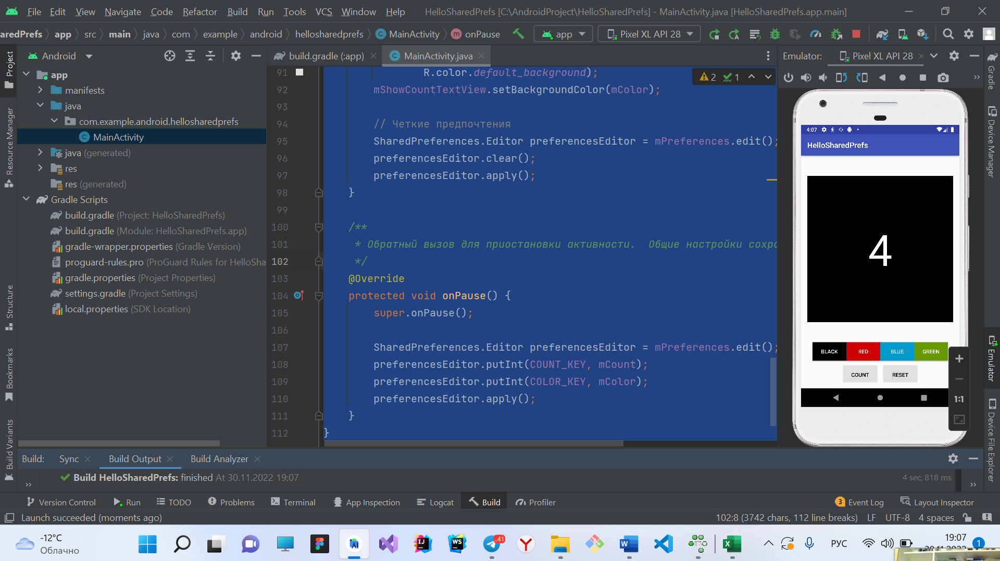 File Edit View Navigate Code Refactor Build Run Tools VCS Window Help HelloSharedPrefs [C:\AndroidProject\HelloSharedPrefs] - MainActivity.java [HelloSharedPrefs.app.main]
aredPrefs app src main java com example android hellosharedprefs MainActivity onPause app Pixel XL API 28
Android
build.gradle (:app) MainActivity.java
Emulator: Pixel XL API 28
Project
Resource Manager
Structure
Bookmarks
Build Variants
app
manifests
java
com.example.android.hellosharedprefs
MainActivity
java (generated)
res
res (generated)
Gradle Scripts
build.gradle (Project: HelloSharedPrefs)
build.gradle (Module: HelloSharedPrefs.app)
gradle-wrapper.properties (Gradle Version)
proguard-rules.pro (ProGuard Rules for HelloSha
gradle.properties (Project Properties)
settings.gradle (Project Settings)
local.properties (SDK Location)
2 1
91 R.color.default_background);
92 mShowCountTextView.setBackgroundColor(mColor);
93
94 // Четкие предпочтения
95 SharedPreferences.Editor preferencesEditor = mPreferences.edit();
96 preferencesEditor.clear();
97 preferencesEditor.apply();
98 }
99
100 /**
101 * Обратный вызов для приостановки активности. Общие настройки сохра
102 */
103 @Override
104 protected void onPause() {
105 super.onPause();
106
107 SharedPreferences.Editor preferencesEditor = mPreferences.edit();
108 preferencesEditor.putInt(COUNT_KEY, mCount);
109 preferencesEditor.putInt(COLOR_KEY, mColor);
110 preferencesEditor.apply();
111 }
112 }
4:07
HelloSharedPrefs
4
BLACK RED BLUE GREEN
COUNT RESET
1:1
Gradle
Device Manager
Emulator
Device File Explorer
Build: Sync Build Output Build Analyzer
Build HelloSharedPrefs: finished At 30.11.2022 19:07 4 sec, 818 ms
Version Control Run TODO Problems Terminal App Inspection Logcat Build Profiler 3 Event Log Layout Inspector
Launch succeeded (moments ago) 102:8 (3742 chars, 112 line breaks) LF UTF-8 4 spaces
-12°C
Облачно
..41
РУС
19:07
30.11.2022
1